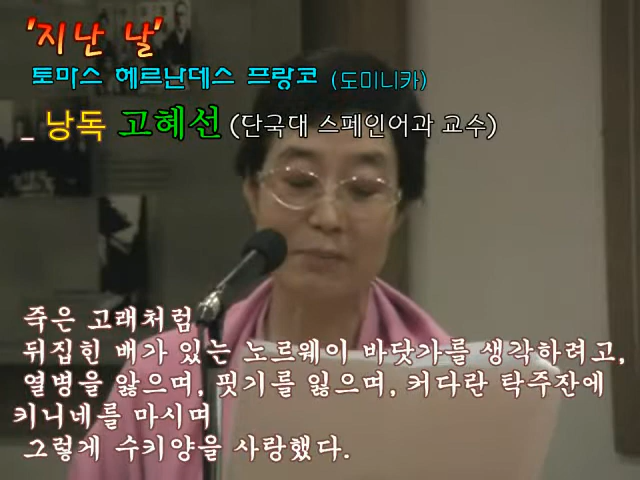 '지난 날'
토마스 헤르난데스 프랑코 (도미니카)
_ 낭독 고혜선 (단국대 스페인어과 교수)
죽은 고래처럼
뒤집힌 배가 있는 노르웨이 바닷가를 생각하려고,
열병을 앓으며, 핏기를 잃으며, 커다란 탁주잔에
키니네를 마시며
그렇게 수키양을 사랑했다.